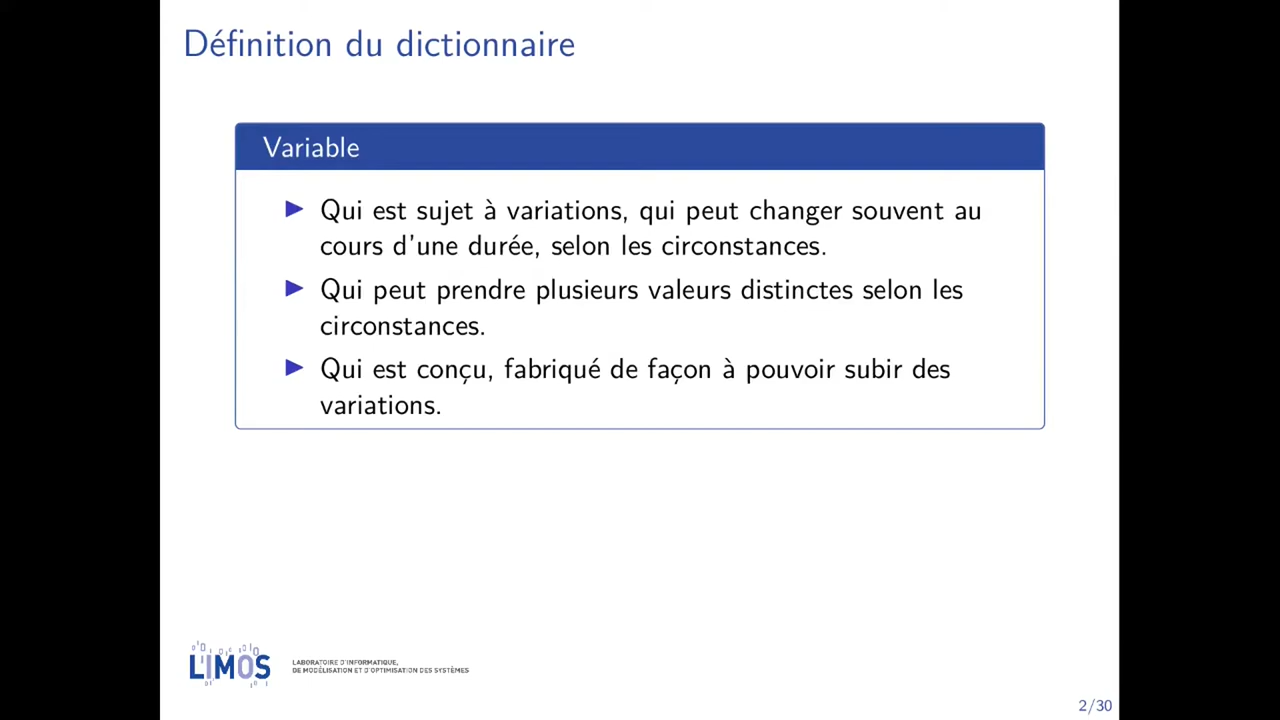 Définition du dictionnaire
Variable
▶ Qui est sujet à variations, qui peut changer souvent au
cours d'une durée, selon les circonstances.
▶ Qui peut prendre plusieurs valeurs distinctes selon les
circonstances.
▶ Qui est conçu, fabriqué de façon à pouvoir subir des
variations.
LIMOS
LABORATOIRE D'INFORMATIQUE,
DE MODÉLISATION ET D'OPTIMISATION DES SYSTÈMES
2/30